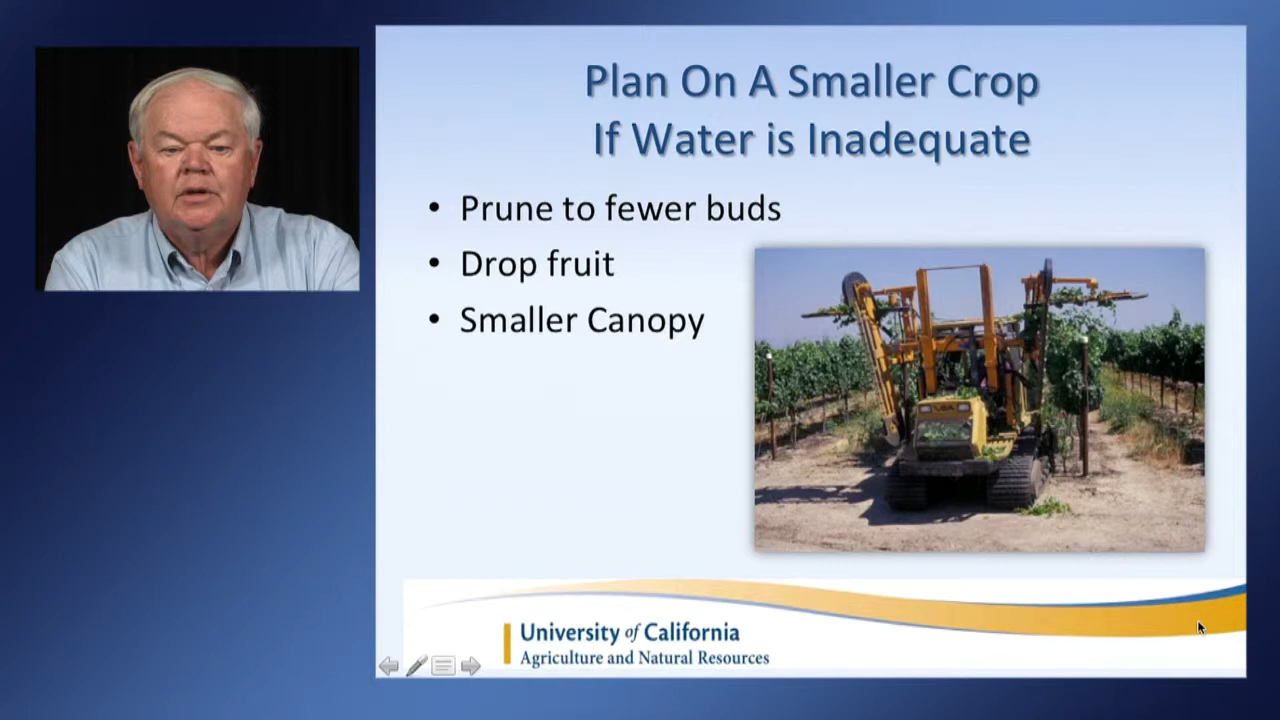 Plan On A Smaller Crop
If Water is Inadequate
• Prune to fewer buds
• Drop fruit
• Smaller Canopy
University of California
Agriculture and Natural Resources